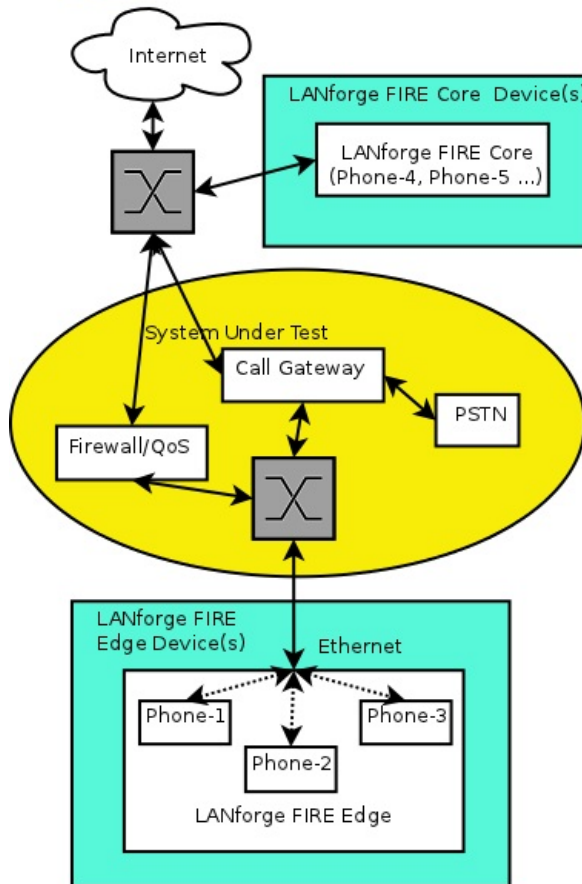 Internet
LANforge FIRE Core Device(s)
LANforge FIRE Core
(Phone-4, Phone-5 ...)
System Under Test
Call Gateway
PSTN
Firewall/QoS
LANforge FIRE
Edge Device(s)
Ethernet
Phone-1
Phone-3
Phone-2
LANforge FIRE Edge